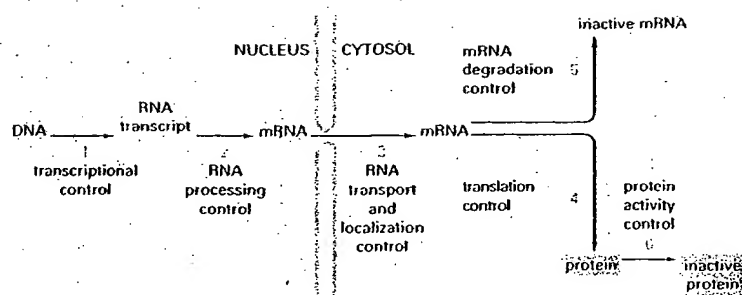 inactive mRNA
NUCLEUS CYTOSOL
mRNA
degradation
control
5
RNA
transcript
DNA
mRNA
mRNA
1
transcriptional
control
2
RNA
processing
control
3
RNA
transport
and
localization
control
translation
control
4
protein
activity
control
6
protein
inactive
protein